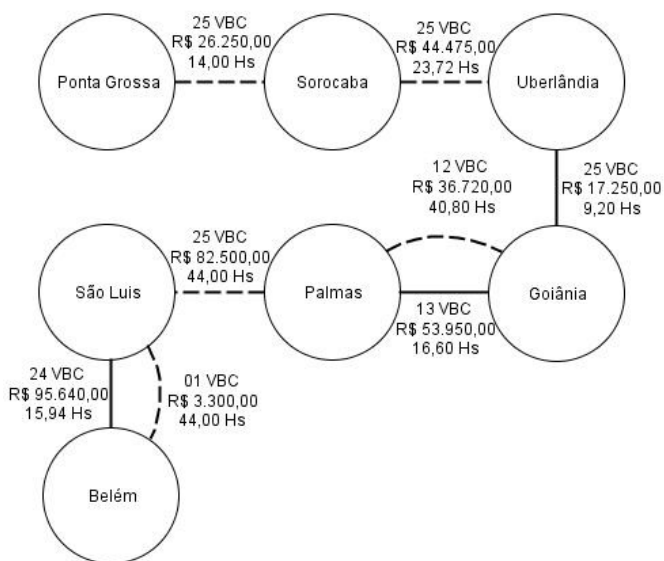 25 VBC
R$ 26.250,00
14,00 Hs
25 VBC
R$ 44.475,00
23,72 Hs
Ponta Grossa
Sorocaba
Uberlândia
12 VBC
R$ 36.720,00
40,80 Hs
25 VBC
R$ 17.250,00
9,20 Hs
25 VBC
R$ 82.500,00
44,00 Hs
São Luis
Palmas
Goiânia
13 VBC
R$ 53.950,00
16,60 Hs
24 VBC
R$ 95.640,00
15,94 Hs
01 VBC
R$ 3.300,00
44,00 Hs
Belém